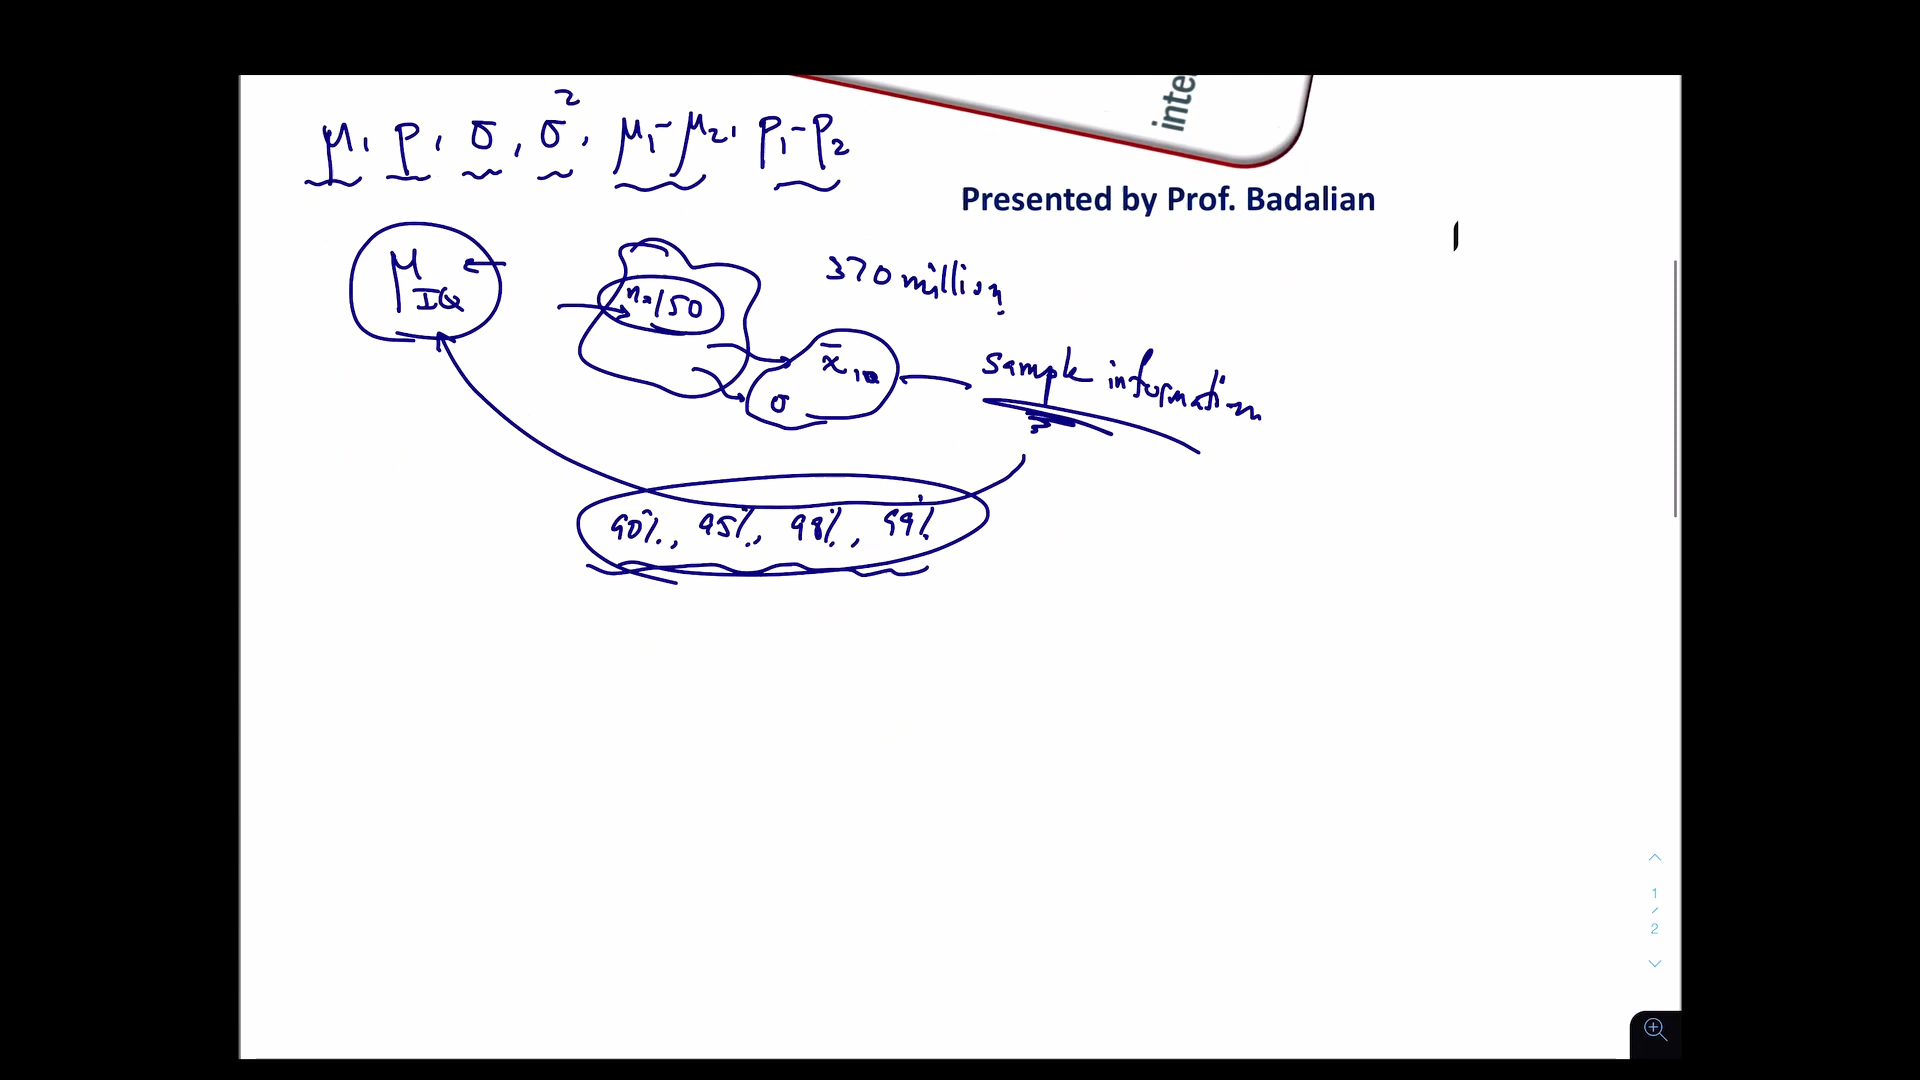 inte
μ, p, σ, σ², μ₁-μ₂, p₁-p₂
Presented by Prof. Badalian
μ IQ
n=150
370 million
x̄ IQ
σ
sample information
90%, 95%, 98%, 99%
1
/
2